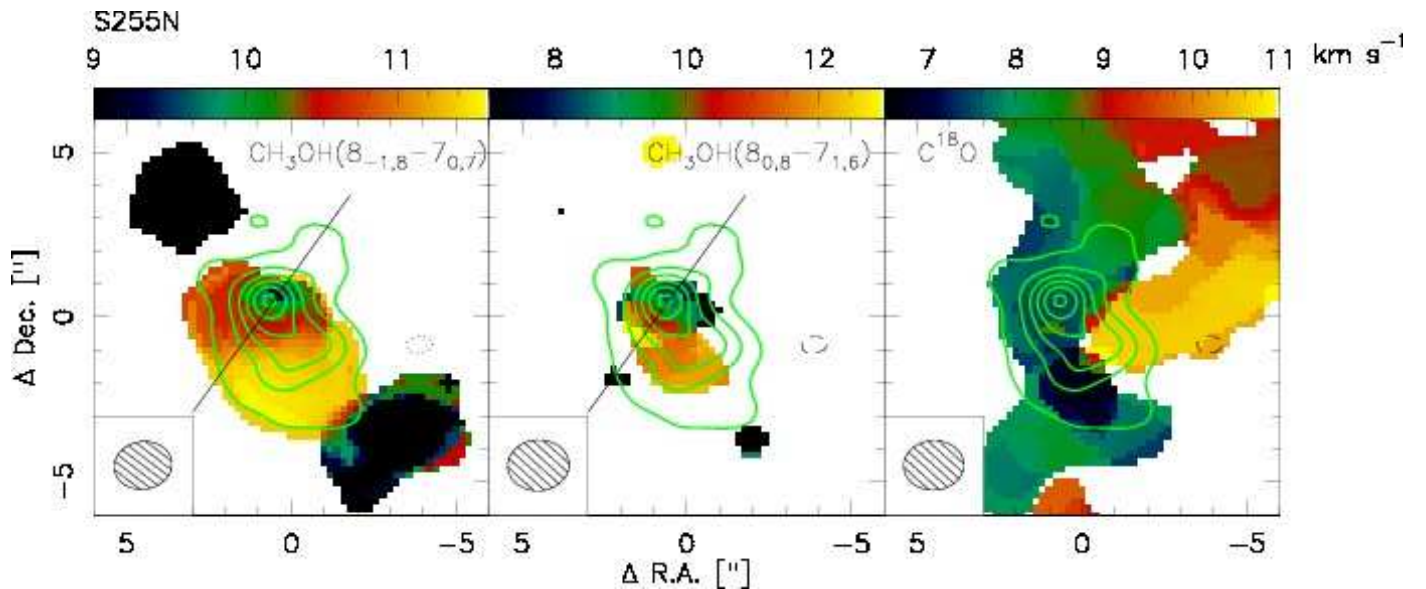 S255N
9 10 11 8 10 12 7 8 9 10 11 km s⁻¹
CH₃OH(8₋₁,₈−7₀,₇) CH₃OH(8₀,₈−7₁,₆) C¹⁸O
5
0
−5
Δ Dec. ["]
5 0 −5 5 0 −5 5 0 −5
Δ R.A. ["]